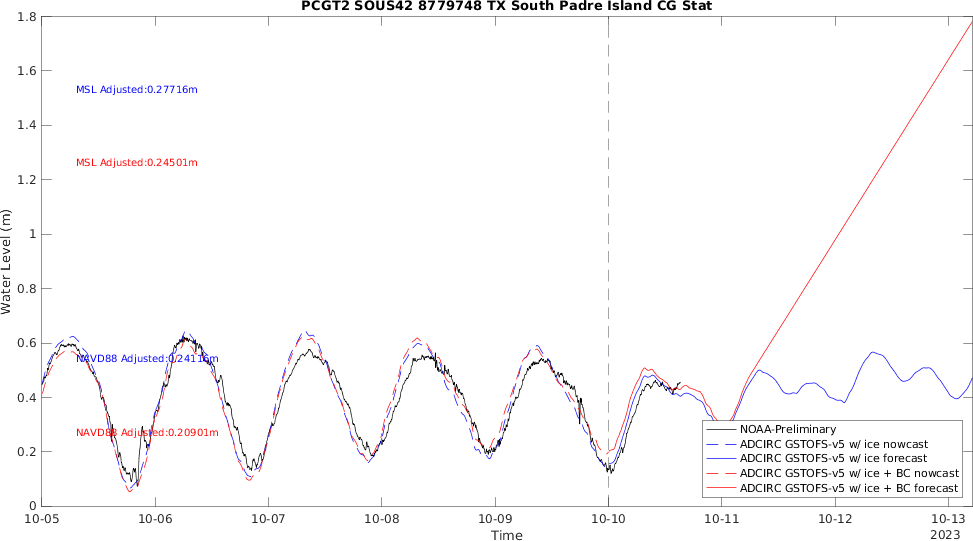 PCGT2 SOUS42 8779748 TX South Padre Island CG Stat
1.8
1.6
1.4
1.2
1
0.8
0.6
0.4
0.2
0
Water Level (m)
MSL Adjusted:0.27716m
MSL Adjusted:0.24501m
NAVD88 Adjusted:0.24116m
NAVD88 Adjusted:0.20901m
NOAA-Preliminary
ADCIRC GSTOFS-v5 w/ ice nowcast
ADCIRC GSTOFS-v5 w/ ice forecast
ADCIRC GSTOFS-v5 w/ ice + BC nowcast
ADCIRC GSTOFS-v5 w/ ice + BC forecast
10-05 10-06 10-07 10-08 10-09 10-10 10-11 10-12 10-13
2023
Time